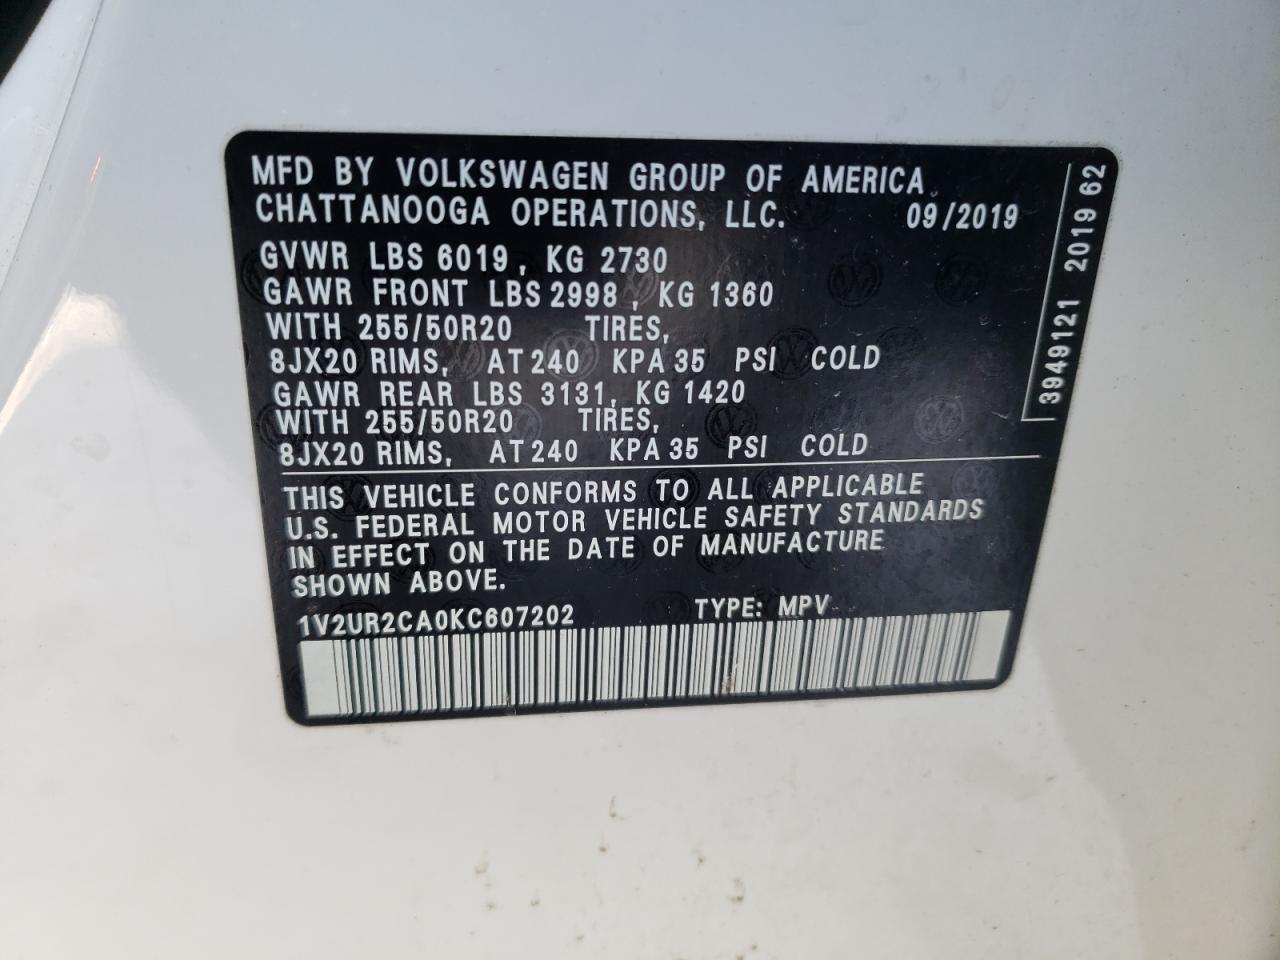 MFD BY VOLKSWAGEN GROUP OF AMERICA
CHATTANOOGA OPERATIONS, LLC. 09/2019
GVWR LBS 6019, KG 2730
GAWR FRONT LBS 2998, KG 1360
WITH 255/50R20 TIRES,
8JX20 RIMS, AT 240 KPA 35 PSI COLD
GAWR REAR LBS 3131, KG 1420
WITH 255/50R20 TIRES,
8JX20 RIMS, AT 240 KPA 35 PSI COLD
THIS VEHICLE CONFORMS TO ALL APPLICABLE
U.S. FEDERAL MOTOR VEHICLE SAFETY STANDARDS
IN EFFECT ON THE DATE OF MANUFACTURE
SHOWN ABOVE.
1V2UR2CA0KC607202 TYPE: MPV
3949121 2019 62